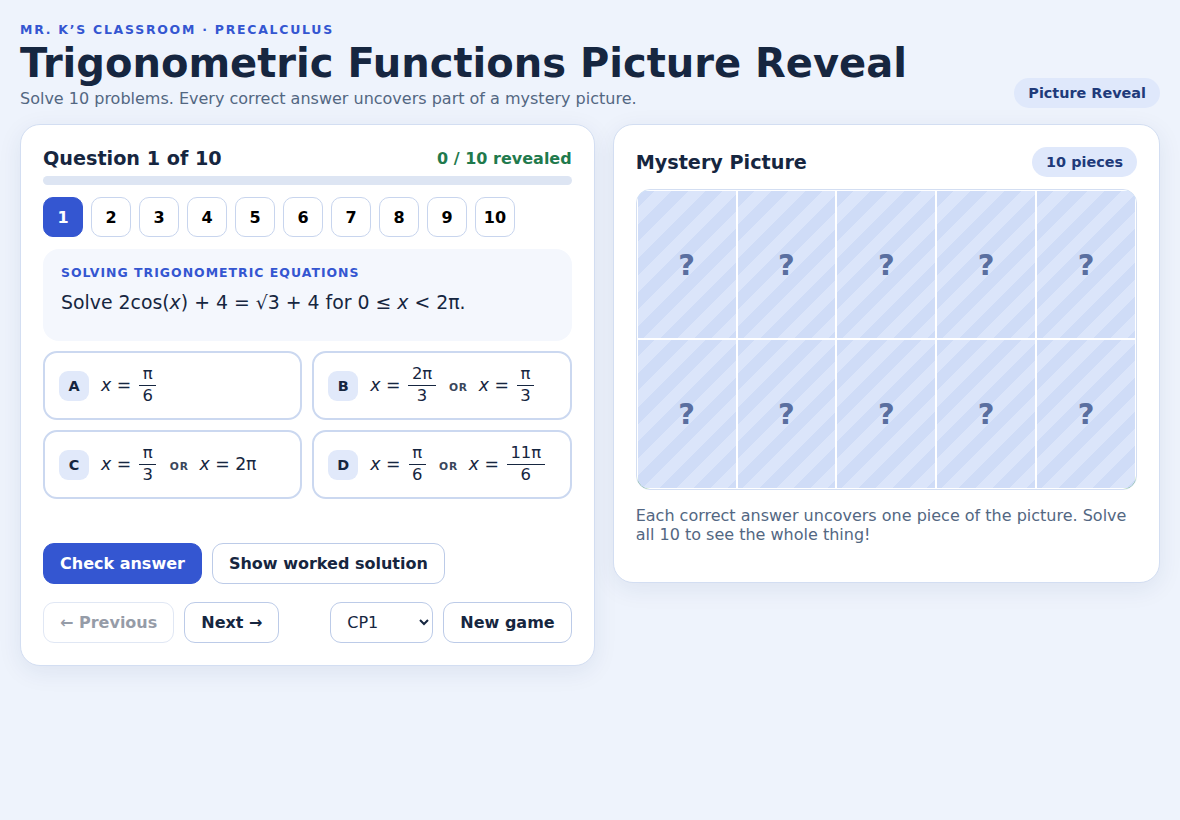 MR. K’S CLASSROOM · PRECALCULUS
Trigonometric Functions Picture Reveal
Solve 10 problems. Every correct answer uncovers part of a mystery picture.
Picture Reveal
Question 1 of 10
0 / 10 revealed
1 2 3 4 5 6 7 8 9 10
SOLVING TRIGONOMETRIC EQUATIONS
Solve 2cos(x) + 4 = √3 + 4 for 0 ≤ x < 2π.
A x = π/6
B x = 2π/3 OR x = π/3
C x = π/3 OR x = 2π
D x = π/6 OR x = 11π/6
Check answer
Show worked solution
← Previous
Next →
CP1
New game
Mystery Picture
10 pieces
? ? ? ? ?
? ? ? ? ?
Each correct answer uncovers one piece of the picture. Solve
all 10 to see the whole thing!